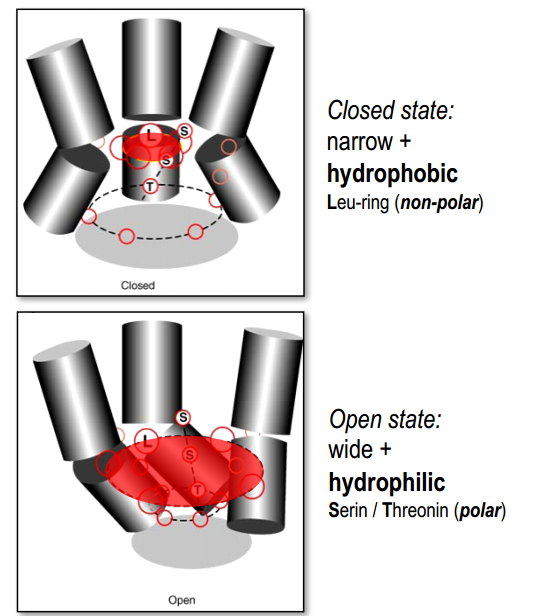 L
S
S
T
Closed
Closed state:
narrow +
hydrophobic
Leu-ring (non-polar)
S
L
S
T
Open
Open state:
wide +
hydrophilic
Serin / Threonin (polar)